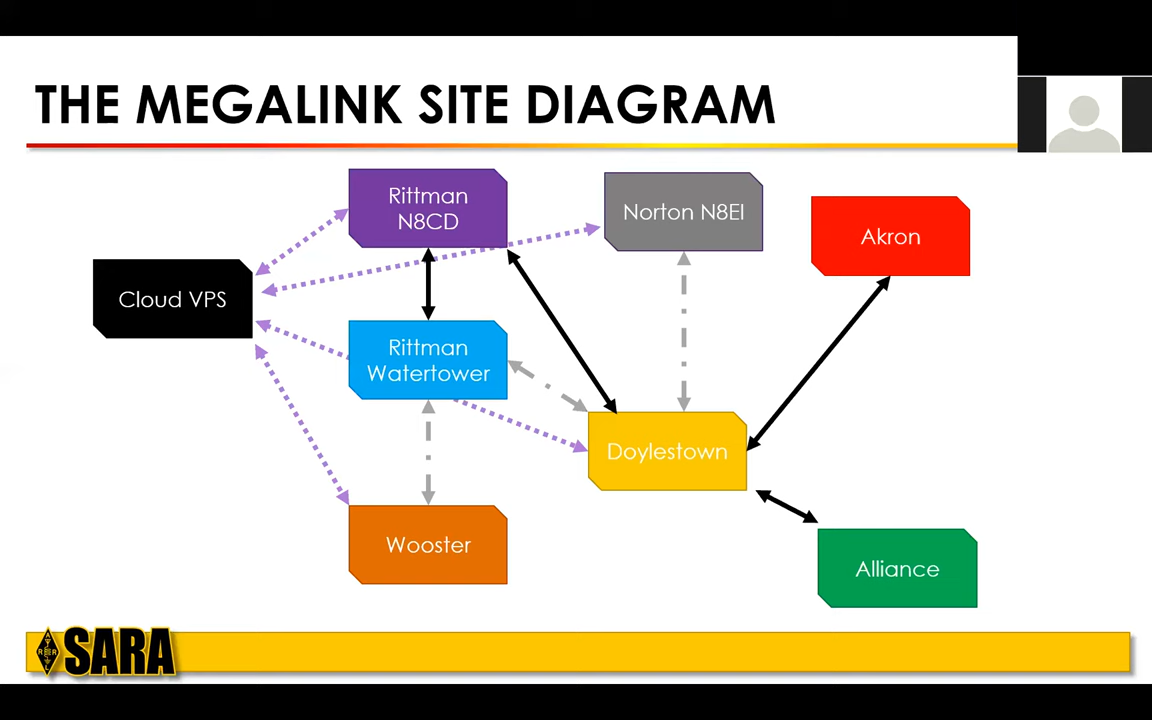 THE MEGALINK SITE DIAGRAM
Rittman
N8CD
Norton N8EI
Akron
Cloud VPS
Rittman
Watertower
Doylestown
Wooster
Alliance
A
R R
L
SARA